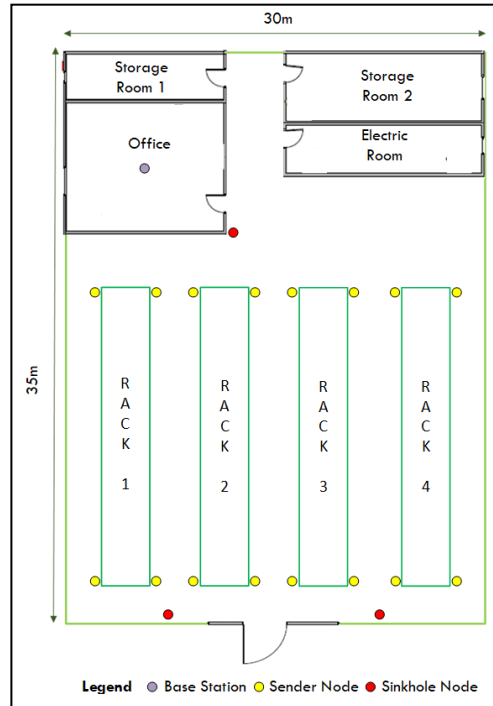 30m
Storage
Room 1
Storage
Room 2
Electric
Room
Office
35m
R
A
C
K
1
R
A
C
K
2
R
A
C
K
3
R
A
C
K
4
Legend Base Station Sender Node Sinkhole Node